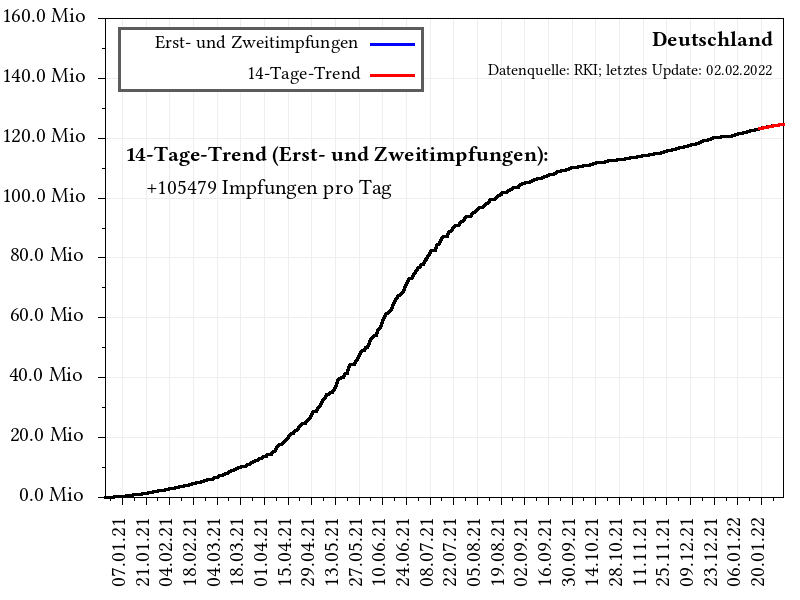 160.0 Mio
140.0 Mio
120.0 Mio
100.0 Mio
80.0 Mio
60.0 Mio
40.0 Mio
20.0 Mio
0.0 Mio
Erst- und Zweitimpfungen
14-Tage-Trend
Deutschland
Datenquelle: RKI; letztes Update: 02.02.2022
14-Tage-Trend (Erst- und Zweitimpfungen):
+105479 Impfungen pro Tag
07.01.21
21.01.21
04.02.21
18.02.21
04.03.21
18.03.21
01.04.21
15.04.21
29.04.21
13.05.21
27.05.21
10.06.21
24.06.21
08.07.21
22.07.21
05.08.21
19.08.21
02.09.21
16.09.21
30.09.21
14.10.21
28.10.21
11.11.21
25.11.21
09.12.21
23.12.21
06.01.22
20.01.22